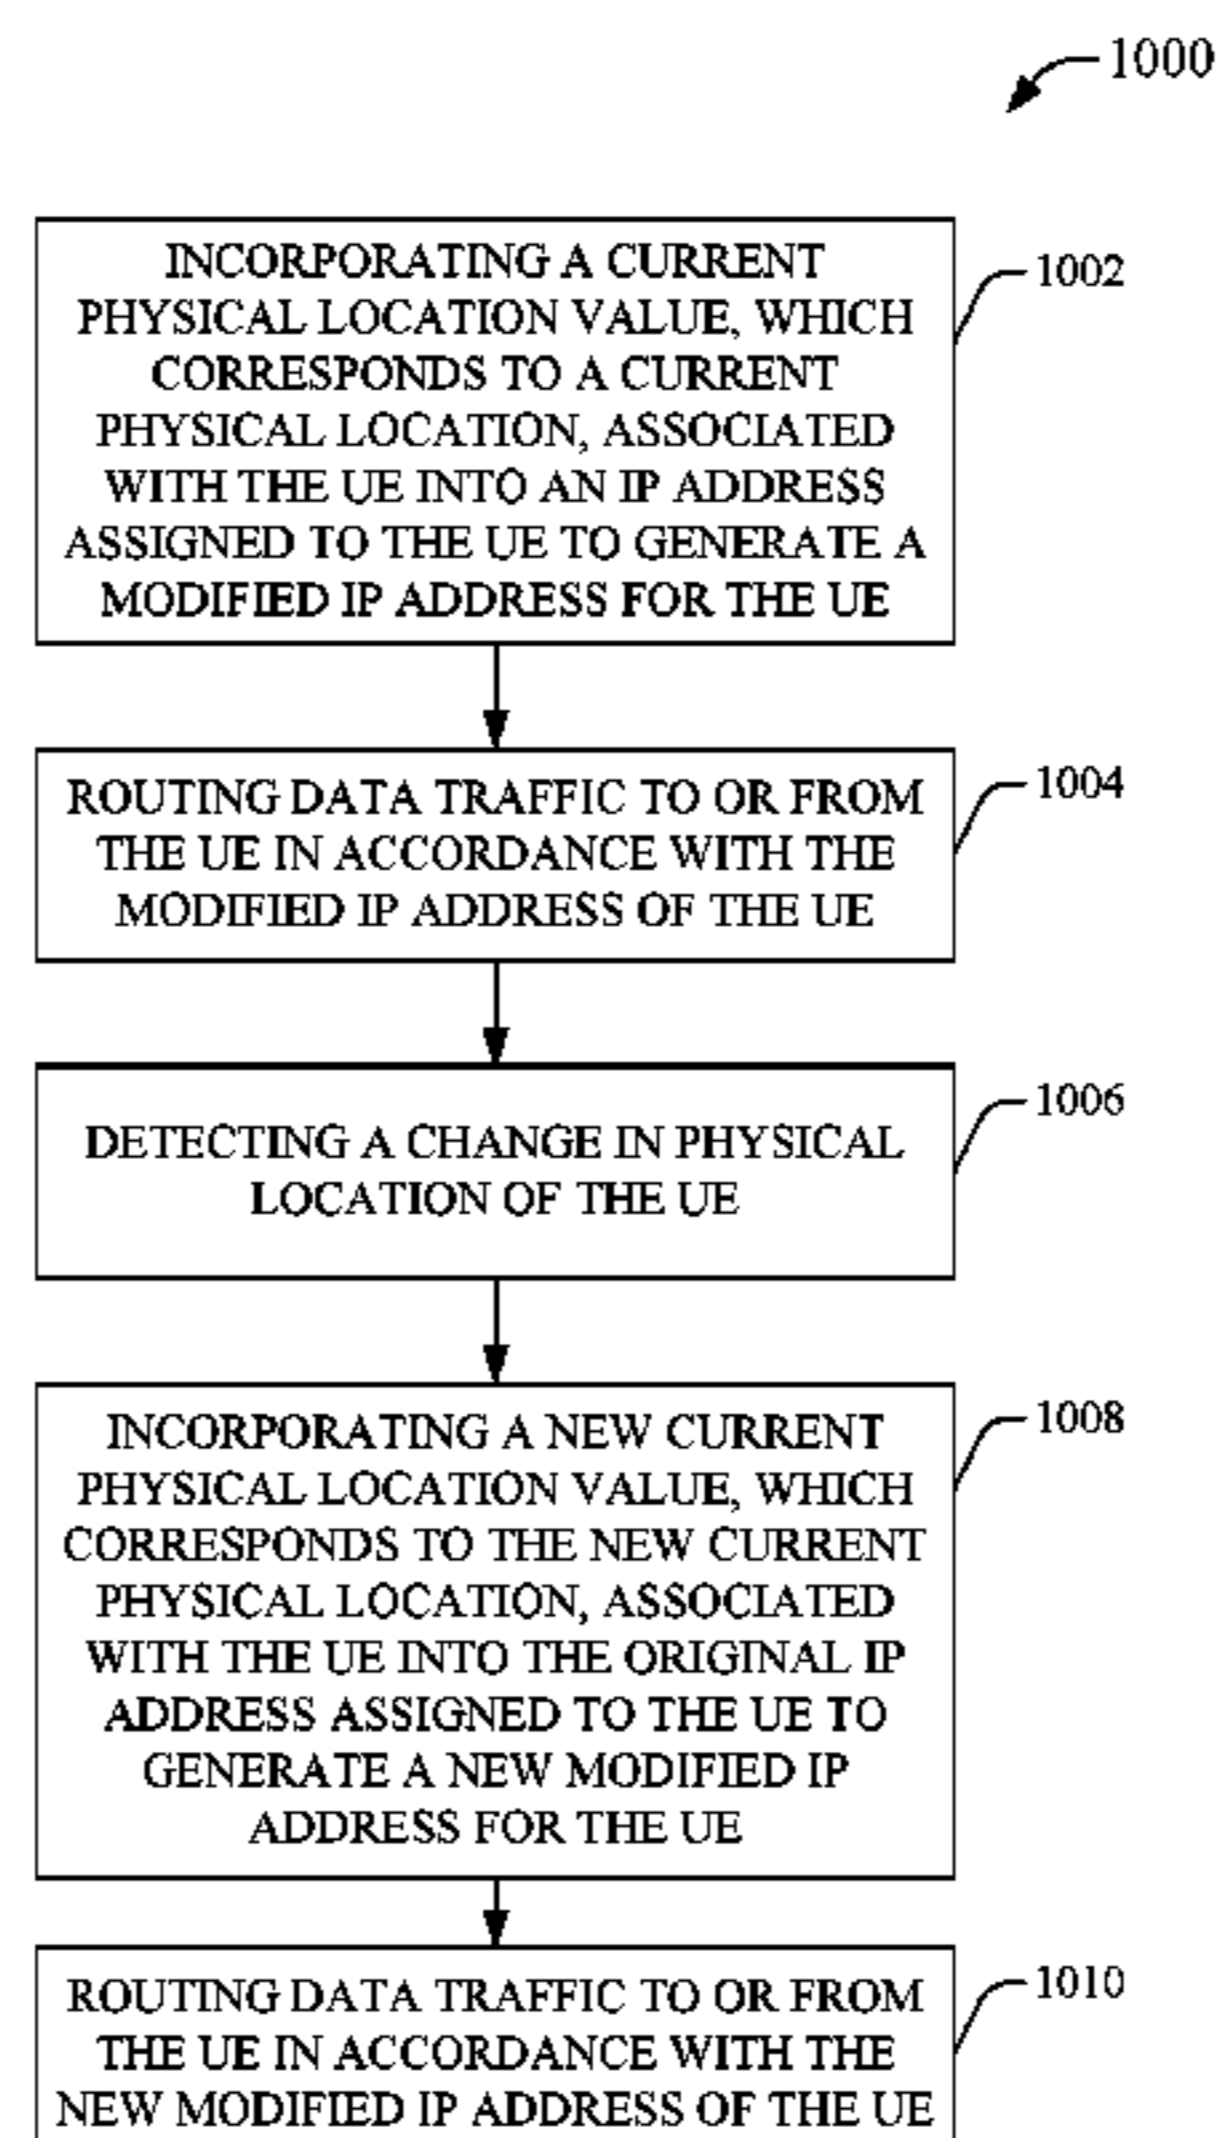 1000
INCORPORATING A CURRENT
PHYSICAL LOCATION VALUE, WHICH
CORRESPONDS TO A CURRENT
PHYSICAL LOCATION, ASSOCIATED
WITH THE UE INTO AN IP ADDRESS
ASSIGNED TO THE UE TO GENERATE A
MODIFIED IP ADDRESS FOR THE UE
1002
ROUTING DATA TRAFFIC TO OR FROM
THE UE IN ACCORDANCE WITH THE
MODIFIED IP ADDRESS OF THE UE
1004
DETECTING A CHANGE IN PHYSICAL
LOCATION OF THE UE
1006
INCORPORATING A NEW CURRENT
PHYSICAL LOCATION VALUE, WHICH
CORRESPONDS TO THE NEW CURRENT
PHYSICAL LOCATION, ASSOCIATED
WITH THE UE INTO THE ORIGINAL IP
ADDRESS ASSIGNED TO THE UE TO
GENERATE A NEW MODIFIED IP
ADDRESS FOR THE UE
1008
ROUTING DATA TRAFFIC TO OR FROM
THE UE IN ACCORDANCE WITH THE
NEW MODIFIED IP ADDRESS OF THE UE
1010